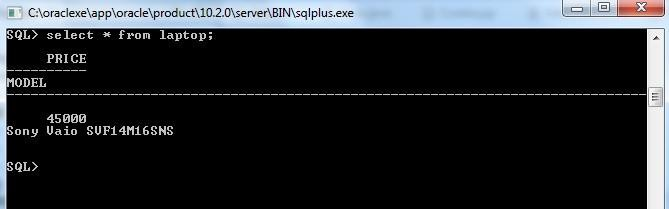 C:\oraclexe\app\oracle\product\10.2.0\server\BIN\sqlplus.exe
SQL> select * from laptop;
PRICE
----------
MODEL
--------------------------------------------------------------------------------
45000
Sony Vaio SVF14M16SNS
SQL>